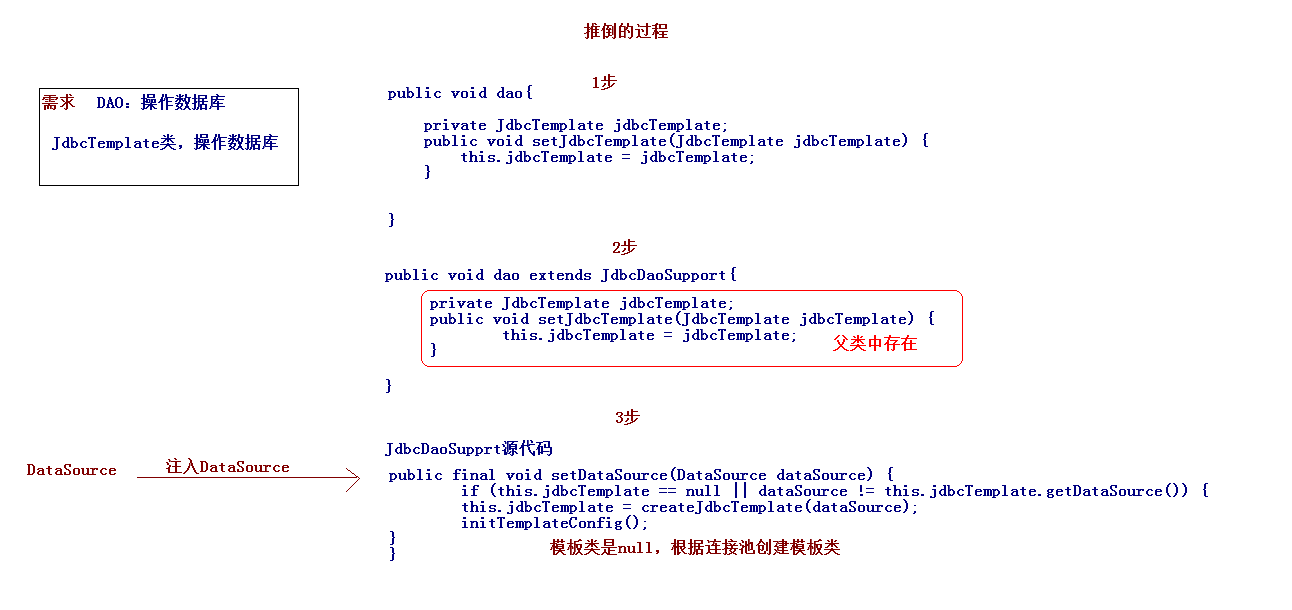 推倒的过程
需求 DAO：操作数据库
JdbcTemplate类，操作数据库
1步
public void dao{
private JdbcTemplate jdbcTemplate;
public void setJdbcTemplate(JdbcTemplate jdbcTemplate) {
this.jdbcTemplate = jdbcTemplate;
}
}
2步
public void dao extends JdbcDaoSupport{
private JdbcTemplate jdbcTemplate;
public void setJdbcTemplate(JdbcTemplate jdbcTemplate) {
this.jdbcTemplate = jdbcTemplate;
}
父类中存在
}
3步
JdbcDaoSupprt源代码
DataSource
注入DataSource
public final void setDataSource(DataSource dataSource) {
if (this.jdbcTemplate == null || dataSource != this.jdbcTemplate.getDataSource()) {
this.jdbcTemplate = createJdbcTemplate(dataSource);
initTemplateConfig();
}
}
模板类是null，根据连接池创建模板类